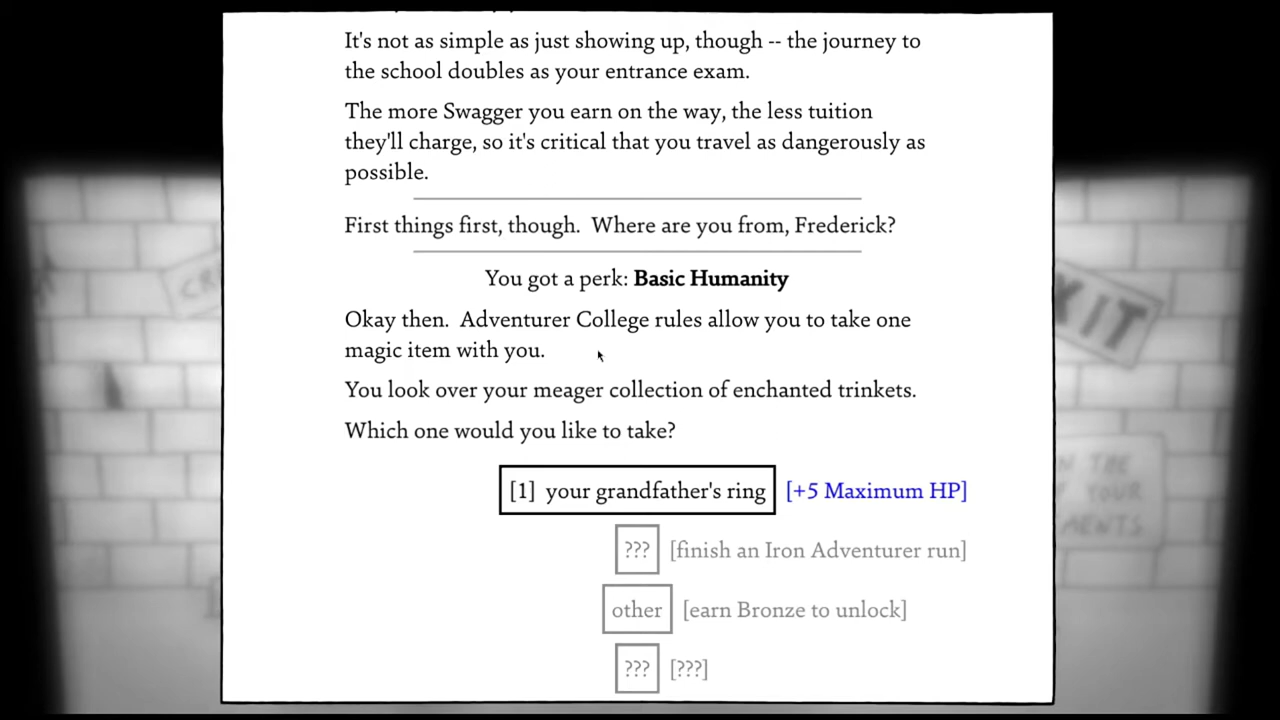 It's not as simple as just showing up, though -- the journey to
the school doubles as your entrance exam.
The more Swagger you earn on the way, the less tuition
they'll charge, so it's critical that you travel as dangerously as
possible.
First things first, though.  Where are you from, Frederick?
You got a perk: Basic Humanity
Okay then.  Adventurer College rules allow you to take one
magic item with you.
You look over your meager collection of enchanted trinkets.
Which one would you like to take?
[1] your grandfather's ring [+5 Maximum HP]
??? [finish an Iron Adventurer run]
other [earn Bronze to unlock]
??? [???]